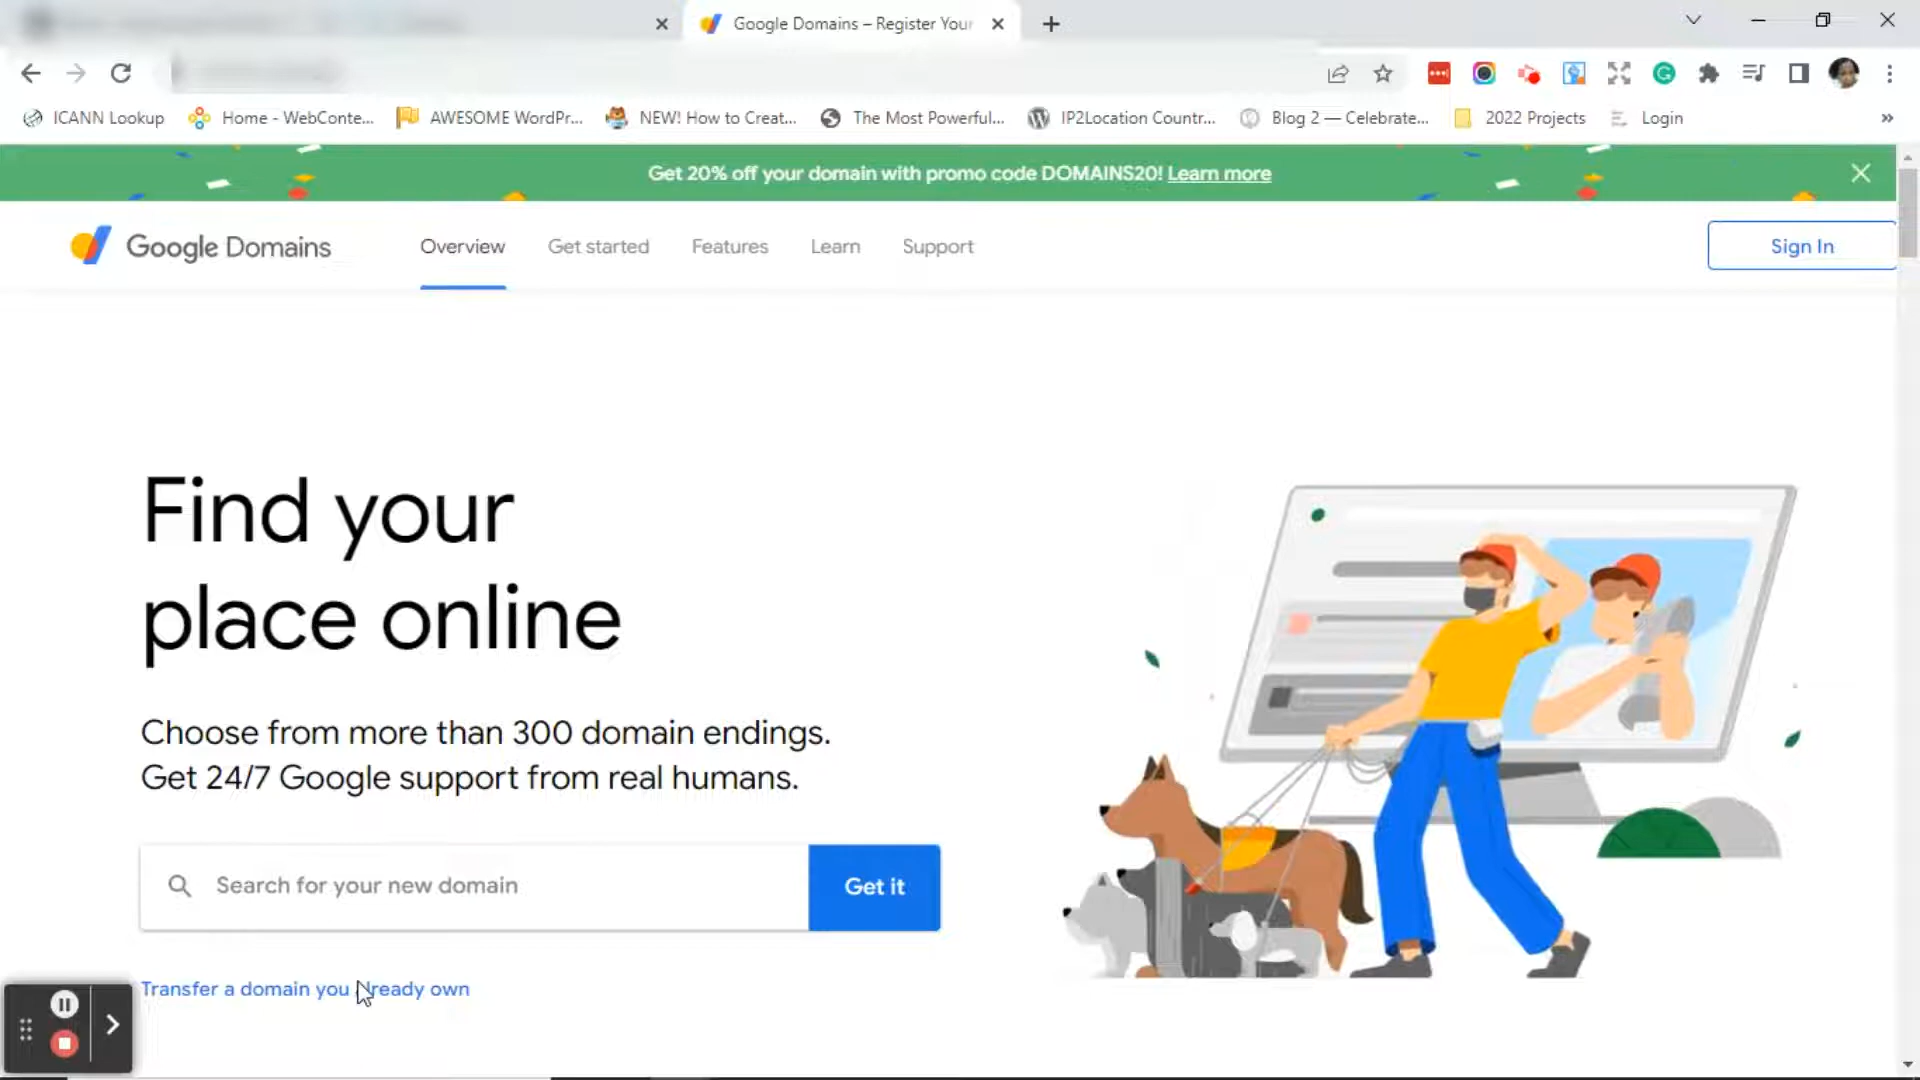 Google Domains – Register Your
ICANN Lookup
Home - WebConte...
AWESOME WordPr...
NEW! How to Creat...
The Most Powerful...
IP2Location Countr...
Blog 2 — Celebrate...
2022 Projects
Login
»
Get 20% off your domain with promo code DOMAINS20! Learn more
Google Domains
Overview
Get started
Features
Learn
Support
Sign In
Find your
place online
Choose from more than 300 domain endings.
Get 24/7 Google support from real humans.
Search for your new domain
Get it
Transfer a domain you already own